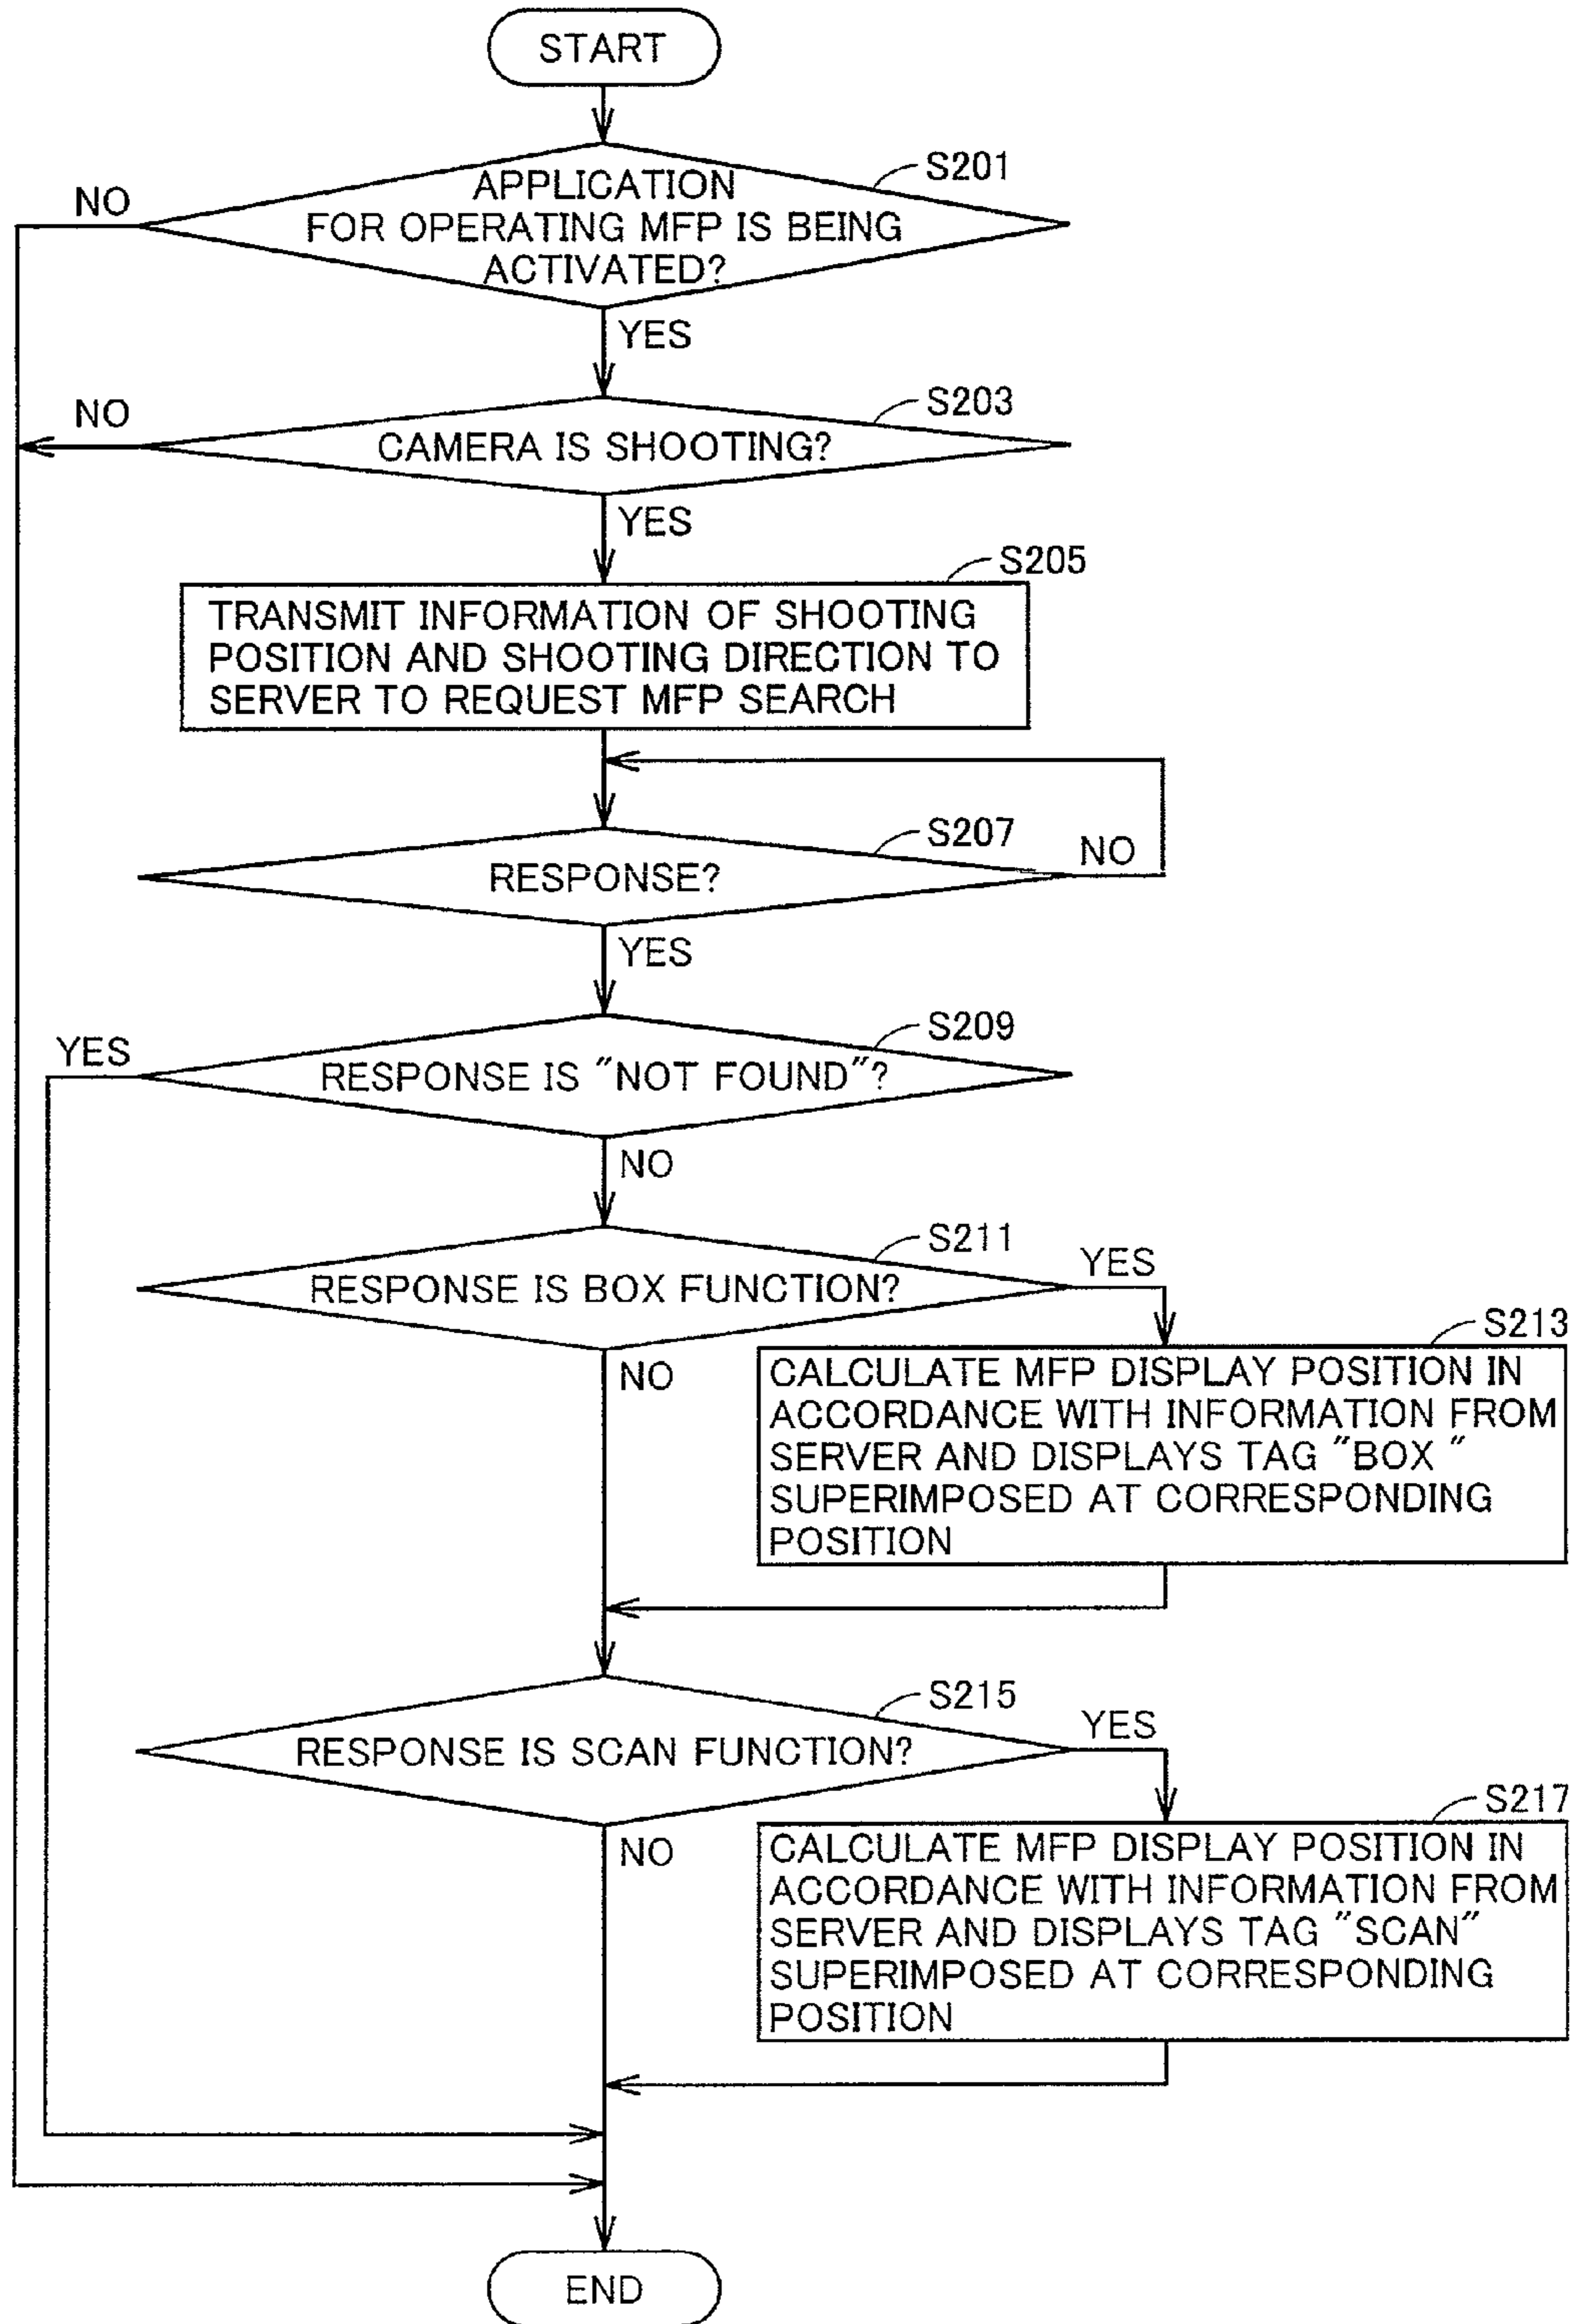 START
S201
APPLICATION
FOR OPERATING MFP IS BEING
ACTIVATED?
NO
YES
S203
CAMERA IS SHOOTING?
NO
YES
S205
TRANSMIT INFORMATION OF SHOOTING
POSITION AND SHOOTING DIRECTION TO
SERVER TO REQUEST MFP SEARCH
S207
RESPONSE?
NO
YES
S209
RESPONSE IS "NOT FOUND"?
YES
NO
S211
RESPONSE IS BOX FUNCTION?
YES
NO
S213
CALCULATE MFP DISPLAY POSITION IN
ACCORDANCE WITH INFORMATION FROM
SERVER AND DISPLAYS TAG "BOX "
SUPERIMPOSED AT CORRESPONDING
POSITION
S215
RESPONSE IS SCAN FUNCTION?
YES
NO
S217
CALCULATE MFP DISPLAY POSITION IN
ACCORDANCE WITH INFORMATION FROM
SERVER AND DISPLAYS TAG "SCAN"
SUPERIMPOSED AT CORRESPONDING
POSITION
END